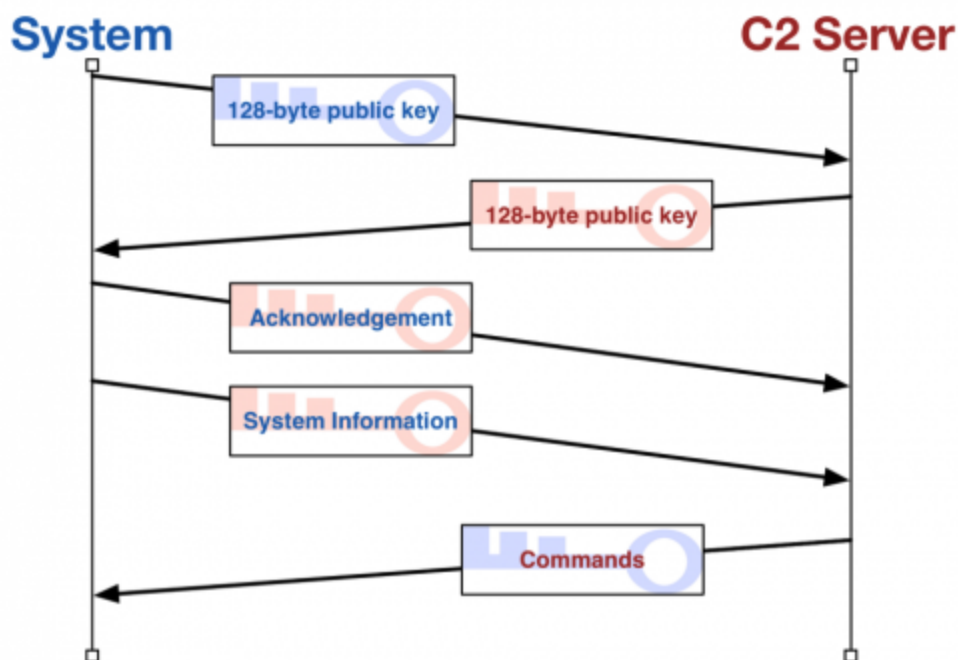 System
C2 Server
128-byte public key
128-byte public key
Acknowledgement
System Information
Commands